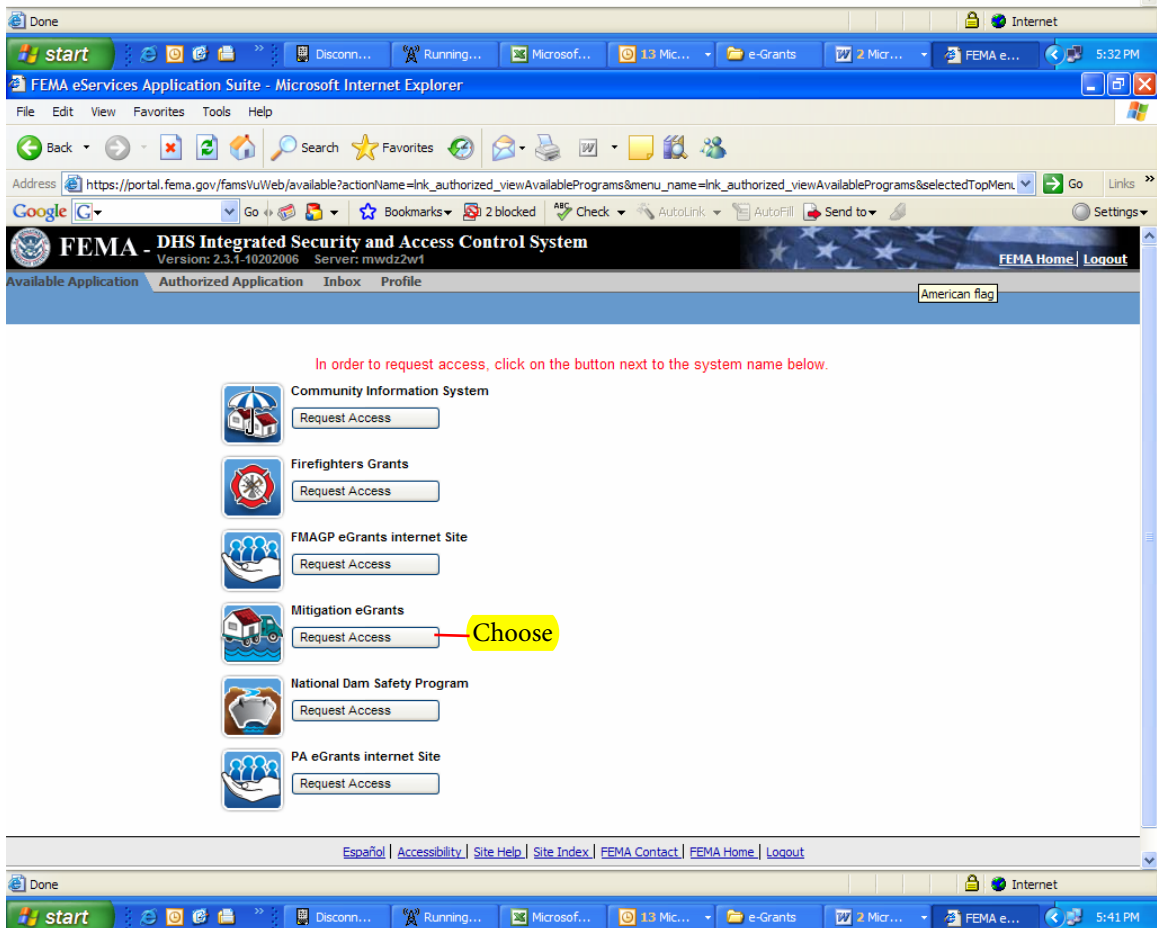 Done
Internet
start
Disconn...
Running...
Microsof...
13 Mic...
e-Grants
2 Micr...
FEMA e...
5:32 PM
FEMA eServices Application Suite - Microsoft Internet Explorer
File Edit View Favorites Tools Help
Back
Search
Favorites
Address https://portal.fema.gov/famsVuWeb/available?actionName=lnk_authorized_viewAvailablePrograms&menu_name=lnk_authorized_viewAvailablePrograms&selectedTopMenu
Go
Links »
Google
G
Go
Bookmarks
2 blocked
ABC Check
AutoLink
AutoFill
Send to
Settings
FEMA - DHS Integrated Security and Access Control System
Version: 2.3.1-10202006 Server: mwdz2w1
FEMA Home | Logout
Available Application Authorized Application Inbox Profile
American flag
In order to request access, click on the button next to the system name below.
Community Information System
Request Access
Firefighters Grants
Request Access
FMAGP eGrants internet Site
Request Access
Mitigation eGrants
Request Access
Choose
National Dam Safety Program
Request Access
PA eGrants internet Site
Request Access
Español | Accessibility | Site Help | Site Index | FEMA Contact | FEMA Home | Logout
Done
Internet
start
Disconn...
Running...
Microsof...
13 Mic...
e-Grants
2 Micr...
FEMA e...
5:41 PM